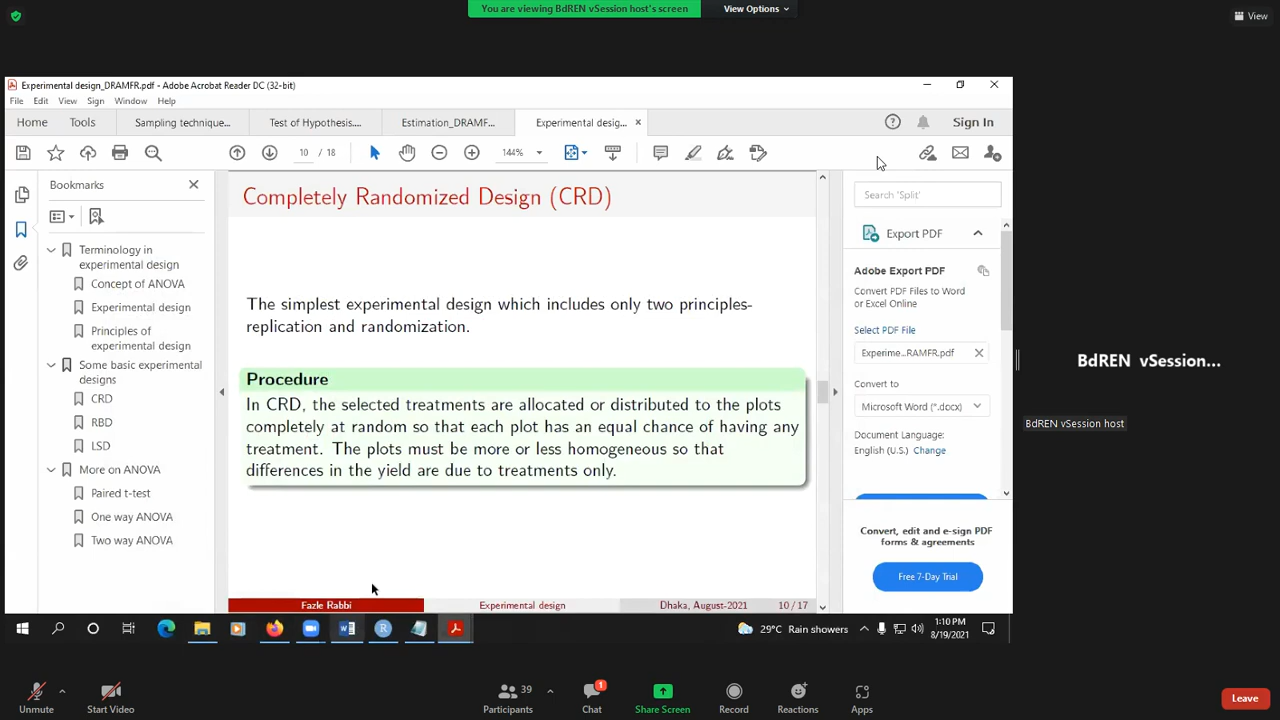 You are viewing BdREN vSession host's screen
View Options
View
Experimental design_DRAMFR.pdf - Adobe Acrobat Reader DC (32-bit)
File Edit View Sign Window Help
Home Tools Sampling technique... Test of Hypothesis.... Estimation_DRAMF... Experimental desig... Sign In
10 / 18 144%
Bookmarks
Terminology in
experimental design
Concept of ANOVA
Experimental design
Principles of
experimental design
Some basic experimental
designs
CRD
RBD
LSD
More on ANOVA
Paired t-test
One way ANOVA
Two way ANOVA
Completely Randomized Design (CRD)
The simplest experimental design which includes only two principles-
replication and randomization.
Procedure
In CRD, the selected treatments are allocated or distributed to the plots
completely at random so that each plot has an equal chance of having any
treatment. The plots must be more or less homogeneous so that
differences in the yield are due to treatments only.
Fazle Rabbi Experimental design Dhaka, August-2021 10 / 17
Search 'Split'
Export PDF
Adobe Export PDF
Convert PDF Files to Word
or Excel Online
Select PDF File
Experime...RAMFR.pdf
Convert to
Microsoft Word (*.docx)
Document Language:
English (U.S.) Change
Convert, edit and e-sign PDF
forms & agreements
Free 7-Day Trial
BdREN vSession...
BdREN vSession host
29°C Rain showers
1:10 PM
8/19/2021
Unmute Start Video Participants 39 Chat 1 Share Screen Record Reactions Apps Leave